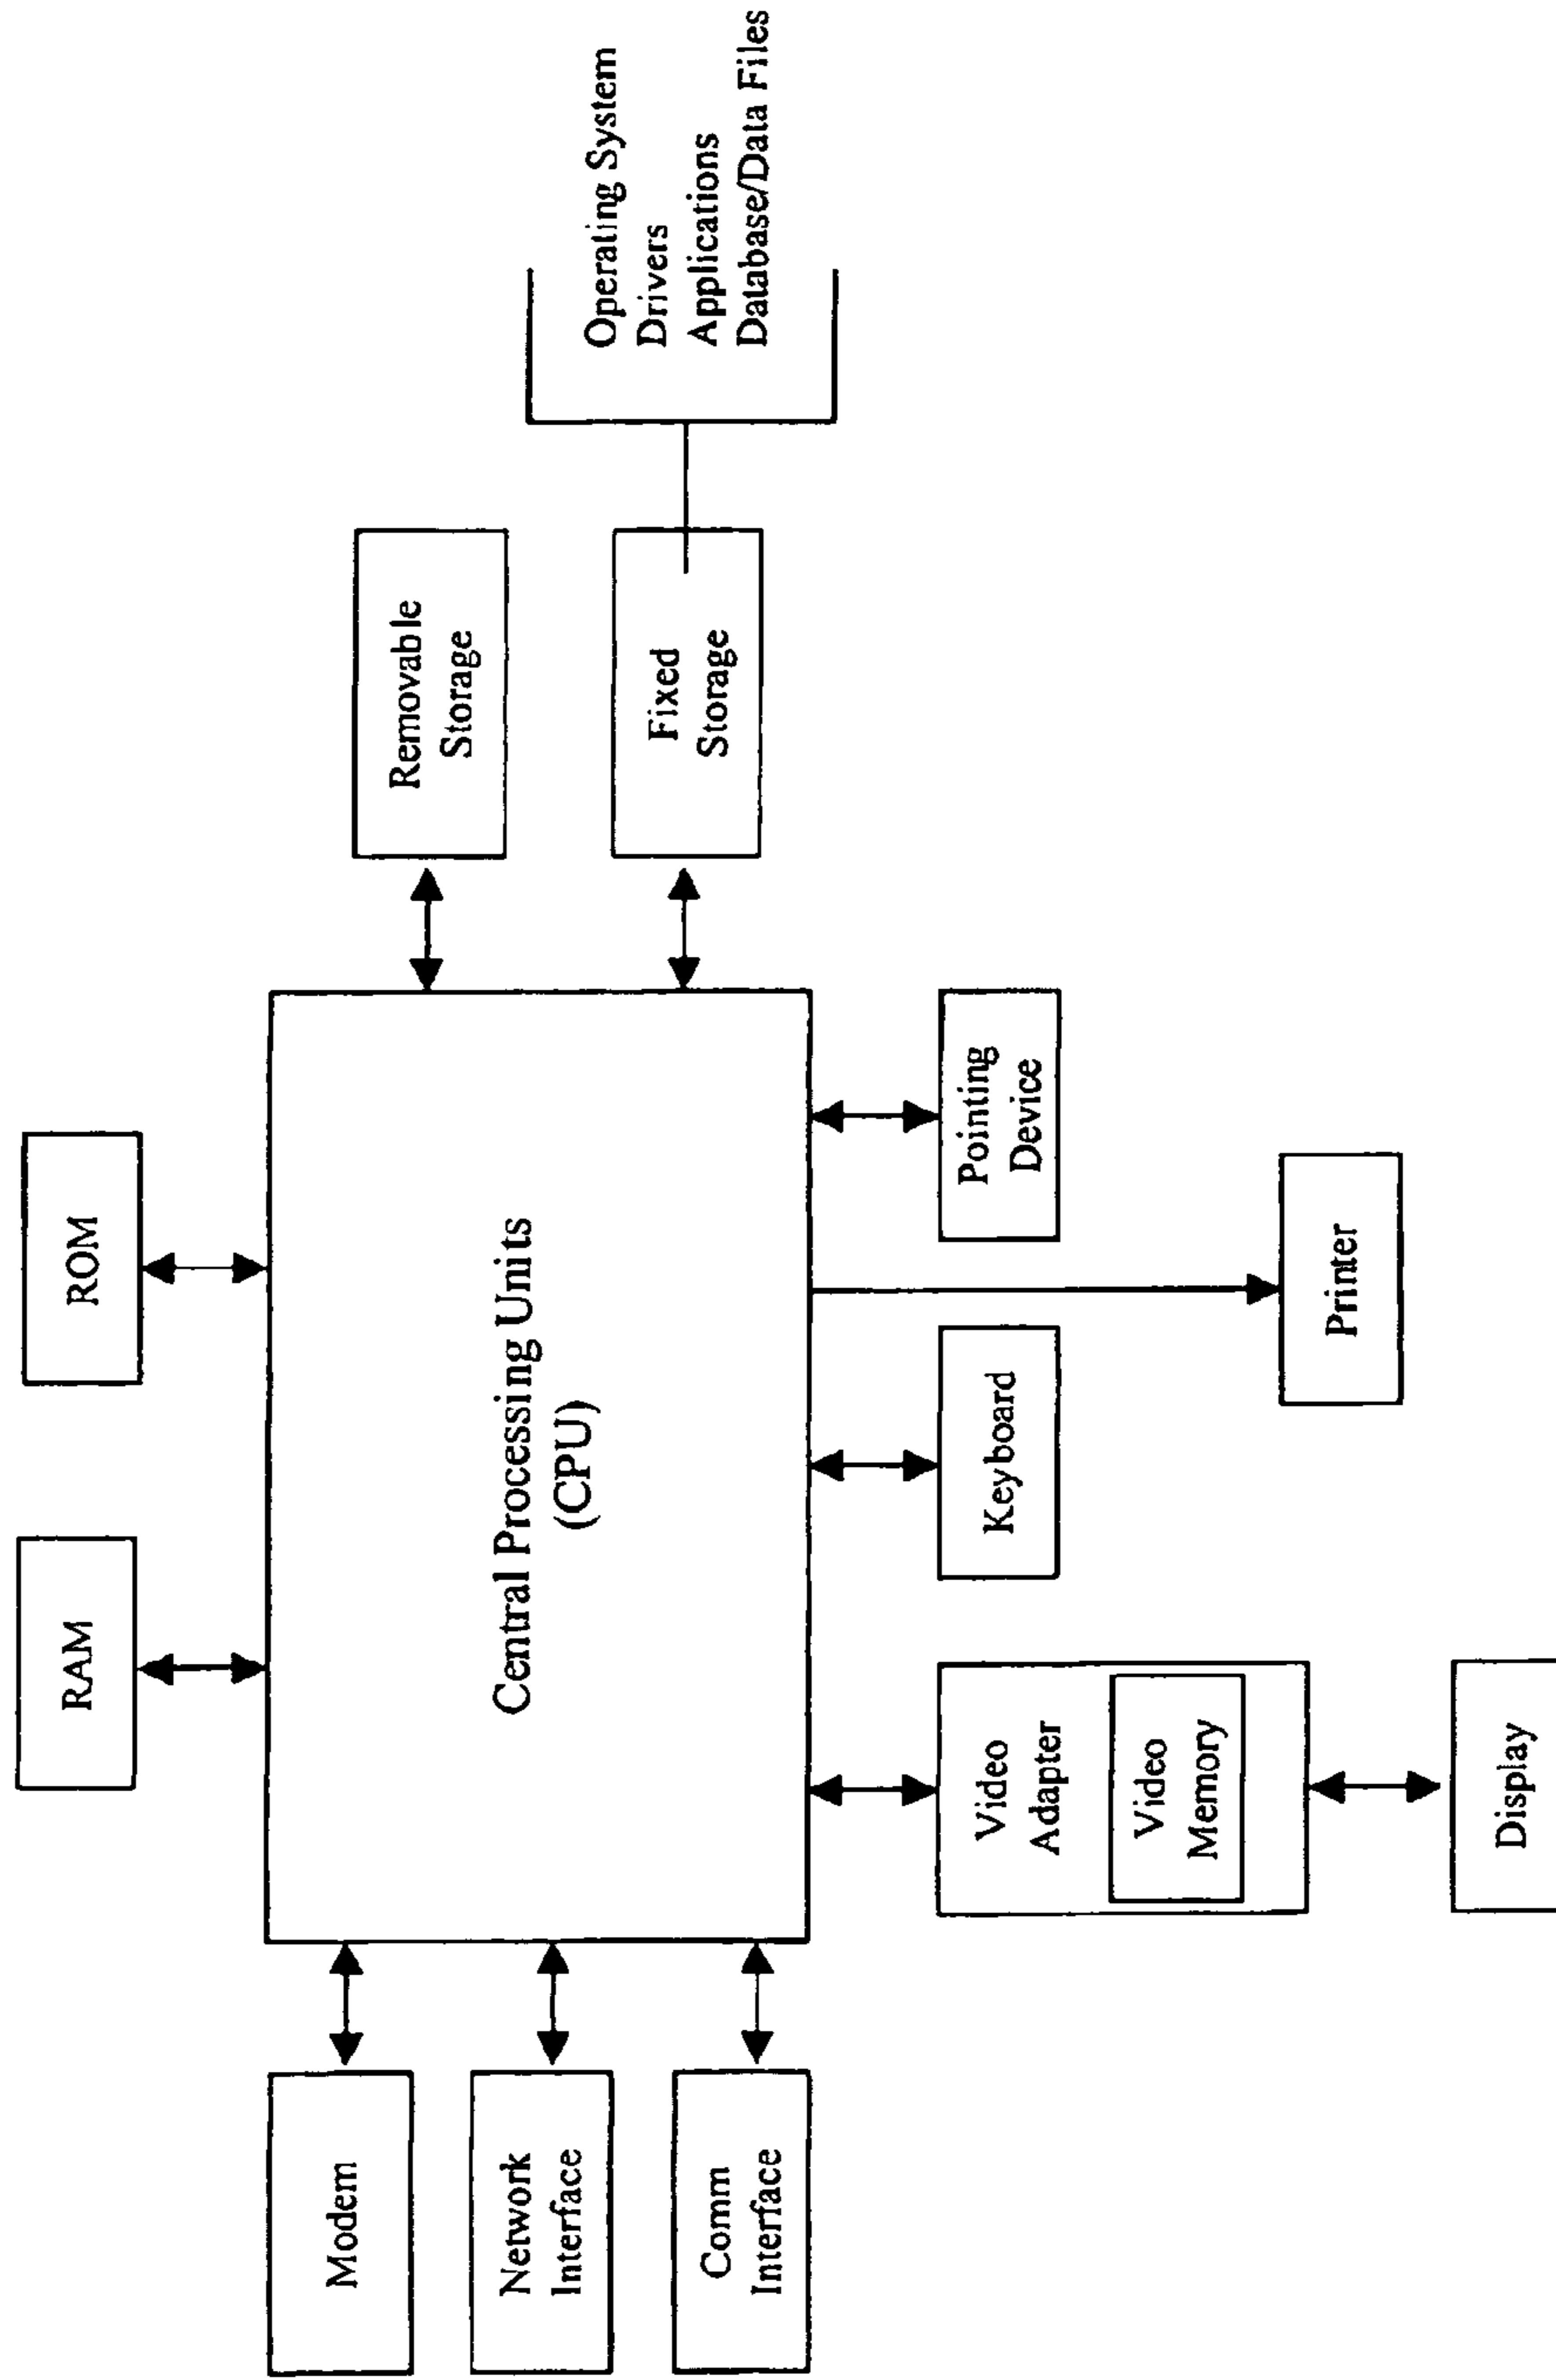 RAM
ROM
Modem
Network
Interface
Comm
Interface
Central Processing Units
(CPU)
Removable
Storage
Fixed
Storage
Operating System
Drivers
Applications
Database/Data Files
Video
Adapter
Video
Memory
Keyboard
Pointing
Device
Printer
Display